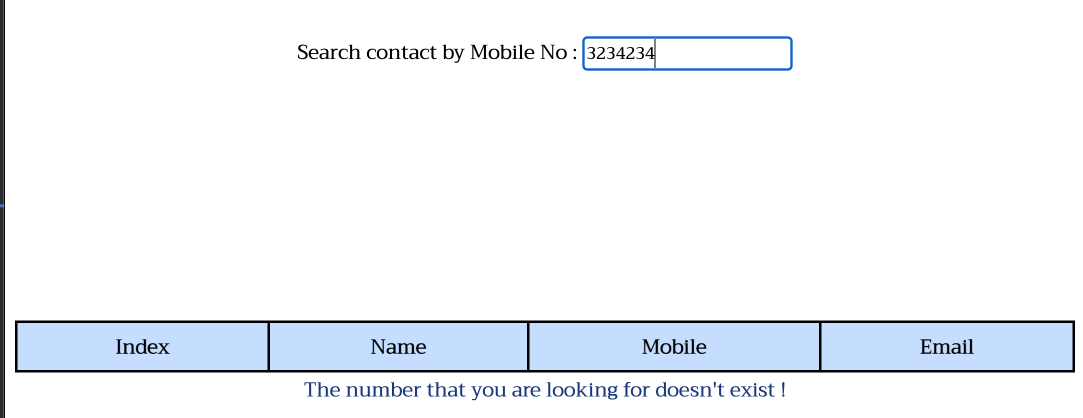 Search contact by Mobile No : 3234234
Index Name Mobile Email
The number that you are looking for doesn't exist !